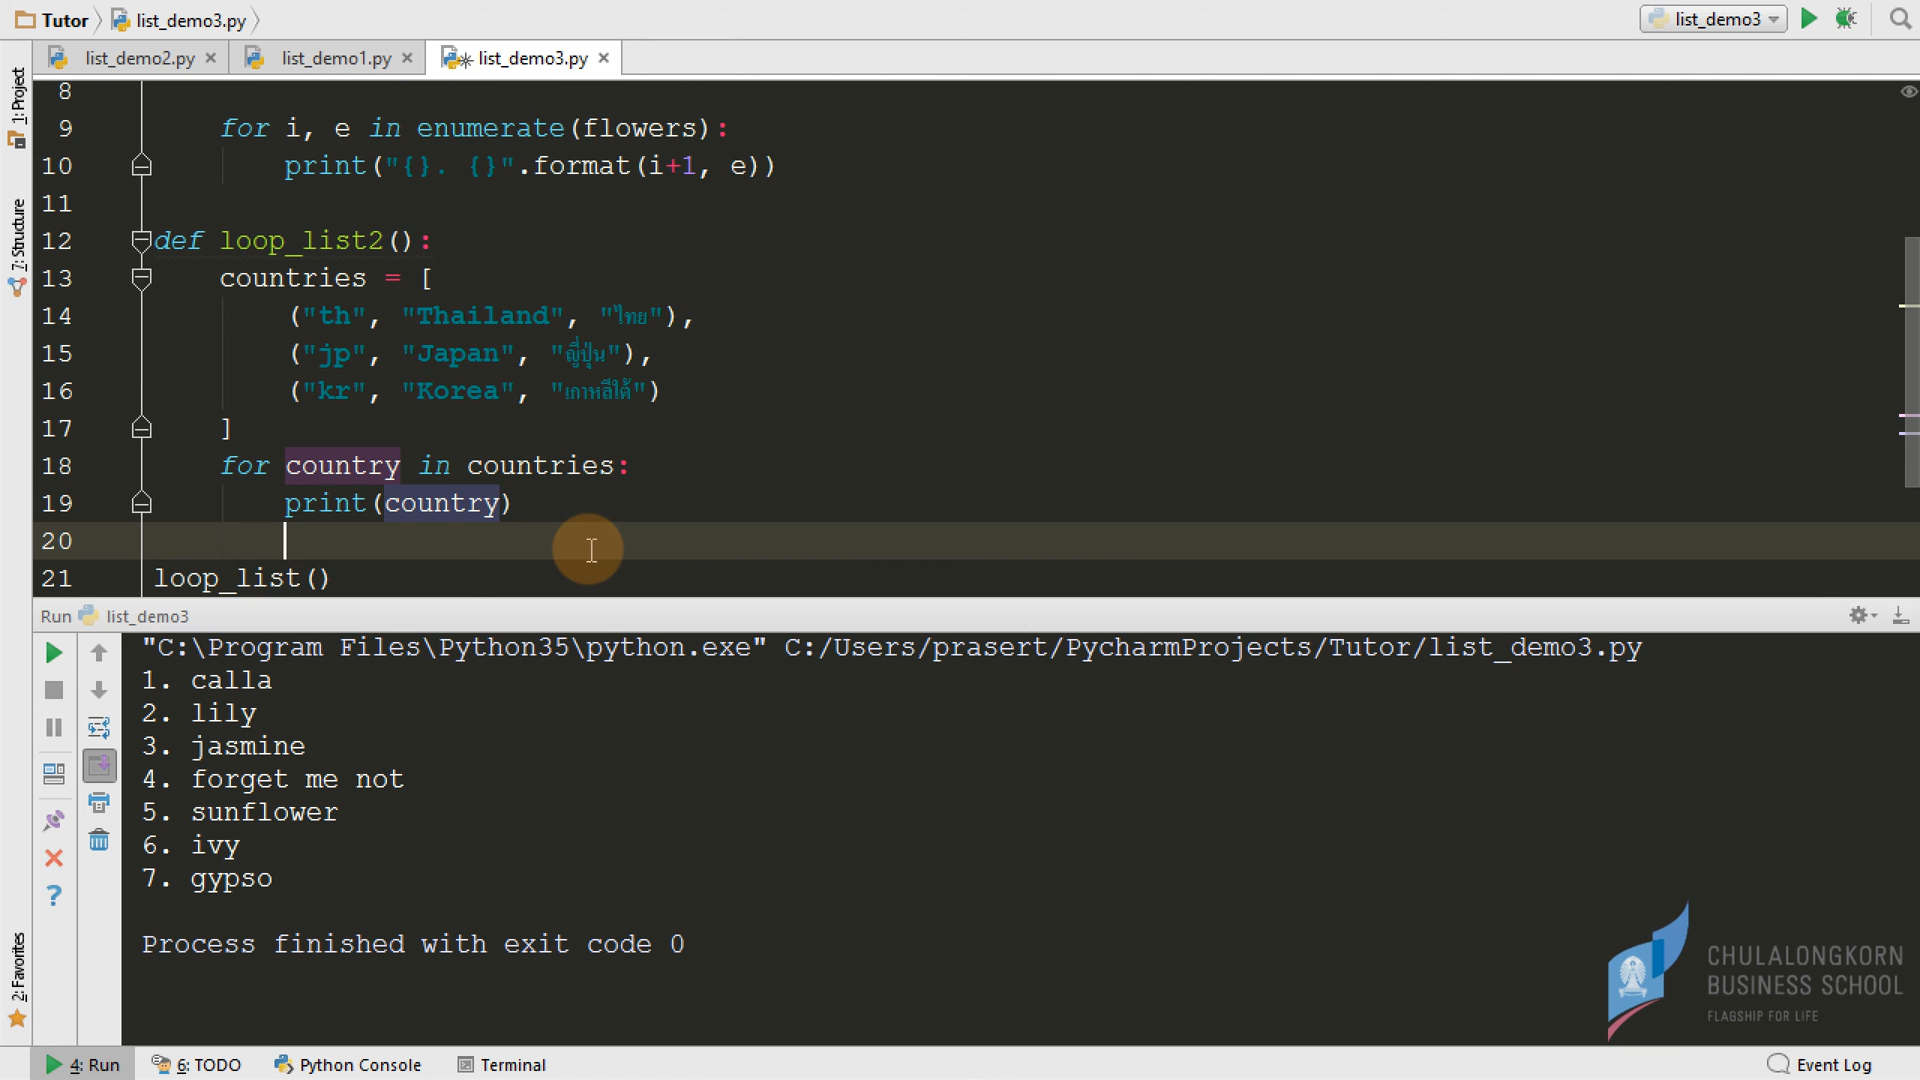 Tutor list_demo3.py list_demo3
list_demo2.py list_demo1.py list_demo3.py
1: Project
7: Structure
2: Favorites
8
9 for i, e in enumerate(flowers):
10 print("{}. {}".format(i+1, e))
11
12 def loop_list2():
13 countries = [
14 ("th", "Thailand", "ไทย"),
15 ("jp", "Japan", "ญี่ปุ่น"),
16 ("kr", "Korea", "เกาหลีใต้")
17 ]
18 for country in countries:
19 print(country)
20
21 loop_list()
Run list_demo3
"C:\Program Files\Python35\python.exe" C:/Users/prasert/PycharmProjects/Tutor/list_demo3.py
1. calla
2. lily
3. jasmine
4. forget me not
5. sunflower
6. ivy
7. gypso
Process finished with exit code 0
CHULALONGKORN
BUSINESS SCHOOL
FLAGSHIP FOR LIFE
4: Run 6: TODO Python Console Terminal Event Log